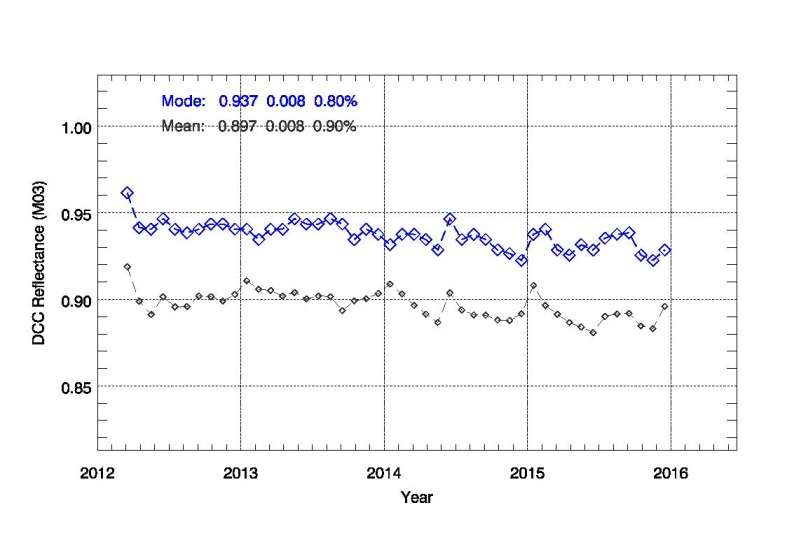 Mode: 0.937 0.008 0.80%
Mean: 0.897 0.008 0.90%
1.00
0.95
0.90
0.85
DCC Reflectance (M03)
2012 2013 2014 2015 2016
Year